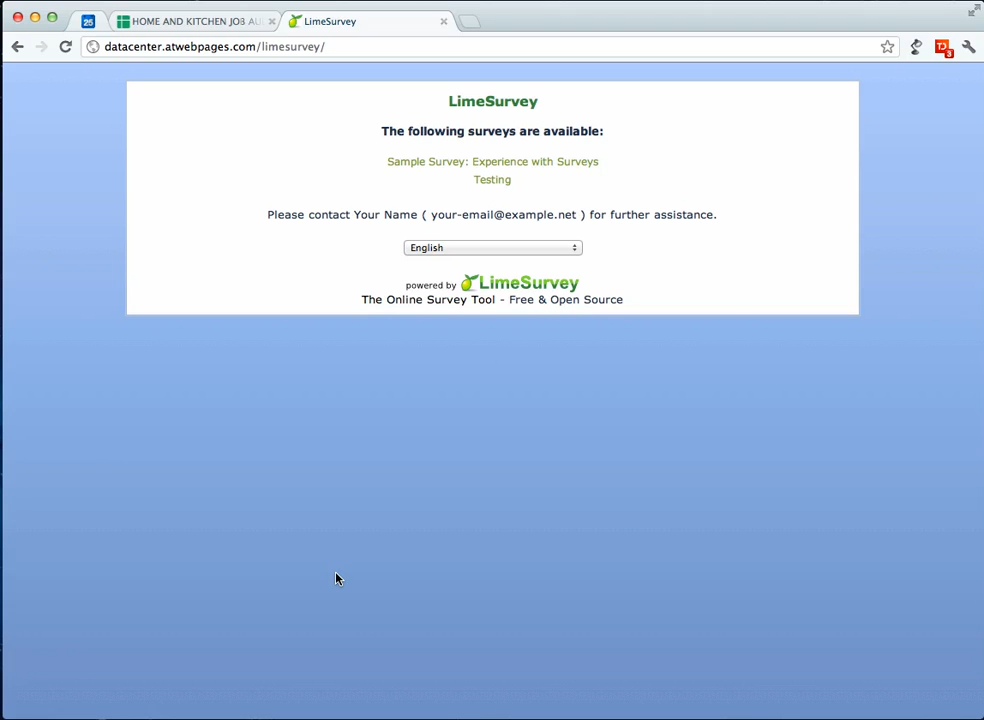 25
HOME AND KITCHEN JOB AU
LimeSurvey
datacenter.atwebpages.com/limesurvey/
3
LimeSurvey
The following surveys are available:
Sample Survey: Experience with Surveys
Testing
Please contact Your Name ( your-email@example.net ) for further assistance.
English
powered by LimeSurvey
The Online Survey Tool - Free & Open Source